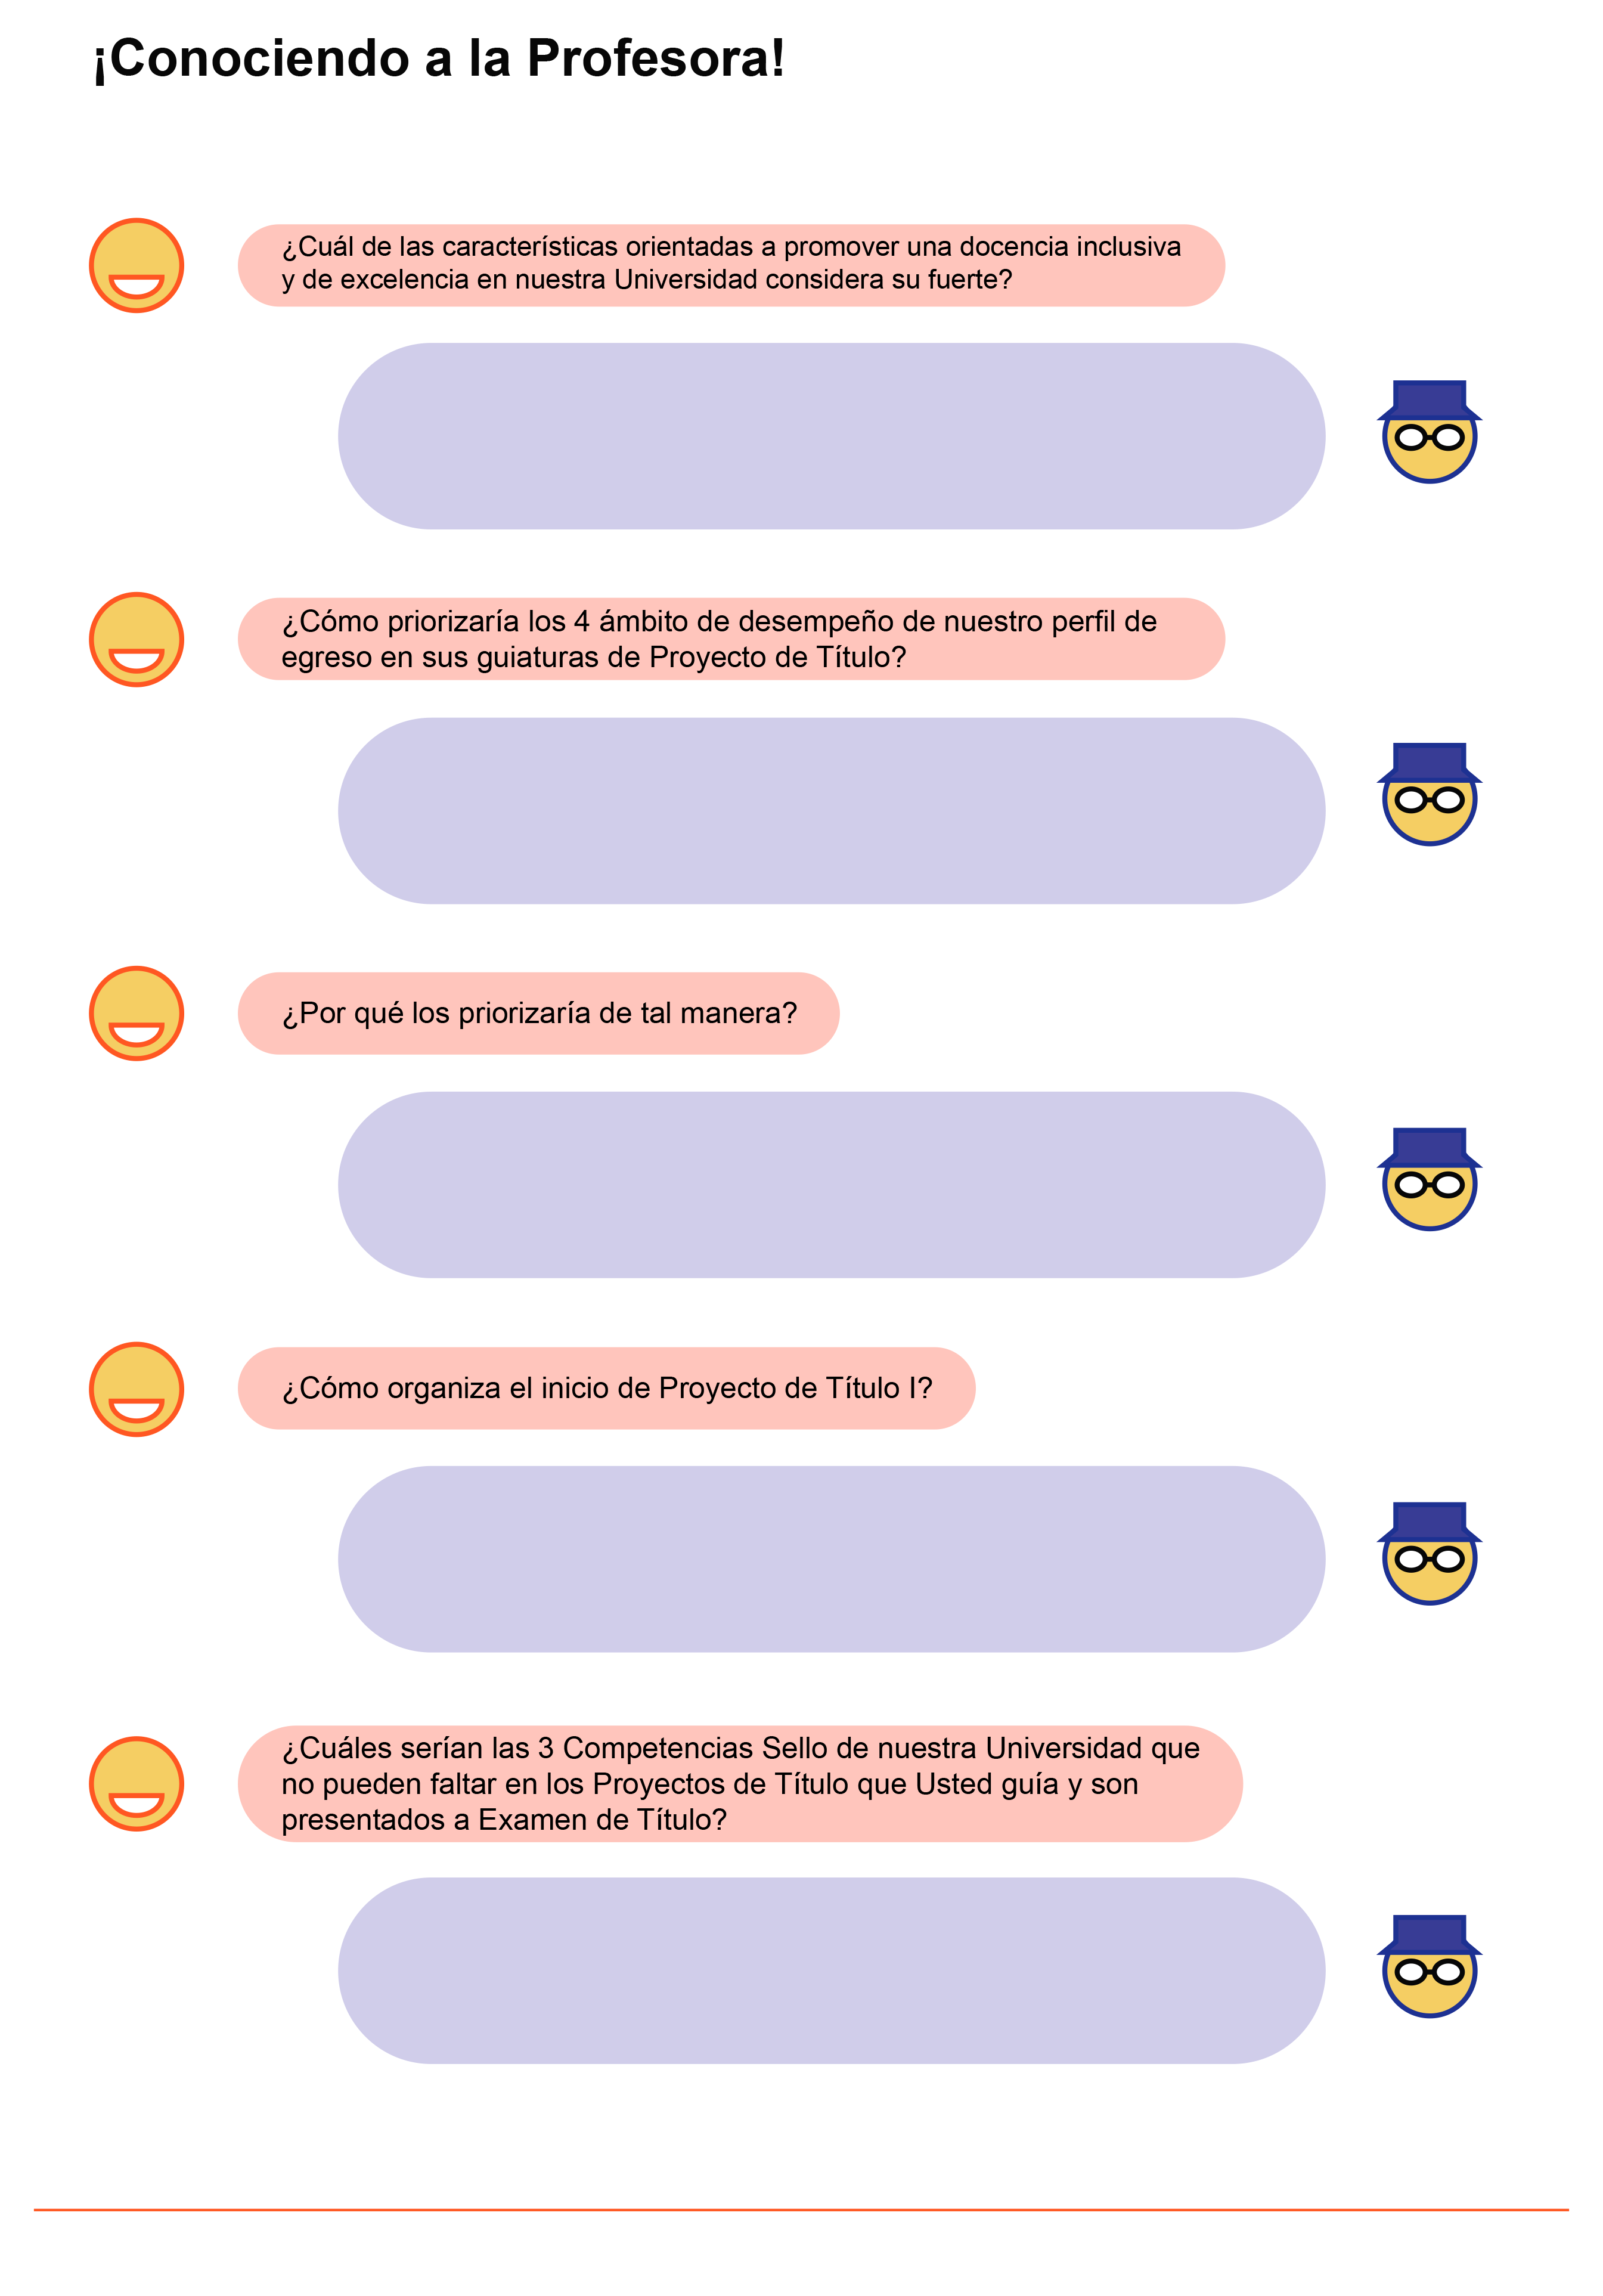 ¡Conociendo a la Profesora!
¿Cuál de las características orientadas a promover una docencia inclusiva
y de excelencia en nuestra Universidad considera su fuerte?
¿Cómo priorizaría los 4 ámbito de desempeño de nuestro perfil de
egreso en sus guiaturas de Proyecto de Título?
¿Por qué los priorizaría de tal manera?
¿Cómo organiza el inicio de Proyecto de Título I?
¿Cuáles serían las 3 Competencias Sello de nuestra Universidad que
no pueden faltar en los Proyectos de Título que Usted guía y son
presentados a Examen de Título?